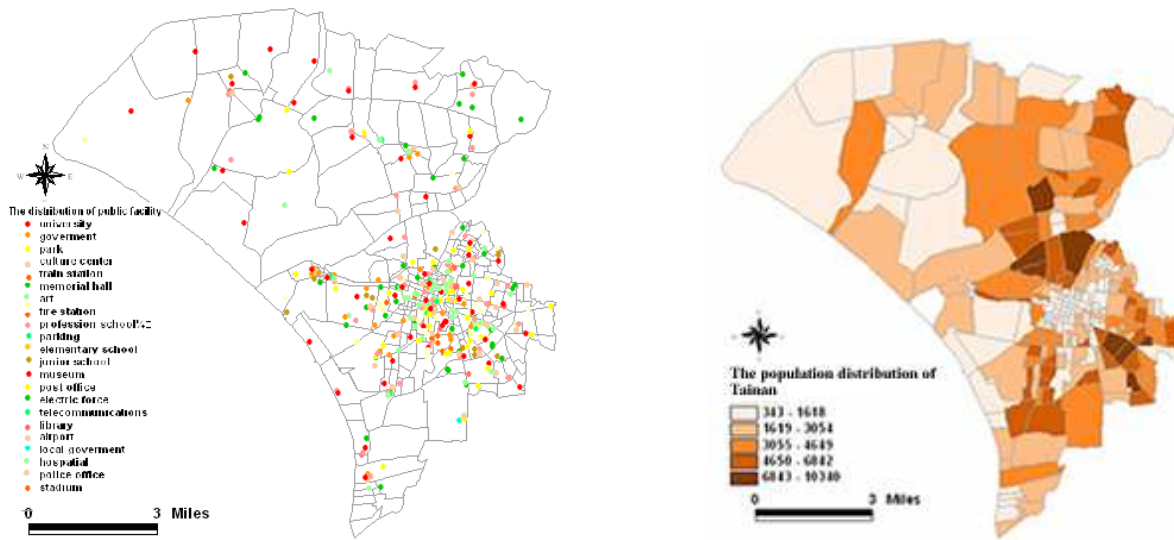 N
W E
The distribution of public facility
university
goverment
park
culture center
train station
memorial hall
art
fire station
profession school¾±
parking
elementary school
junior school
museum
post office
electric force
telecommunications
library
airport
local goverment
hospatial
police office
stadium
0 3 Miles
The population distribution of
Tainan
343 - 1618
1619 - 3054
3055 - 4649
4650 - 6842
6843 - 10340
0 3
Miles